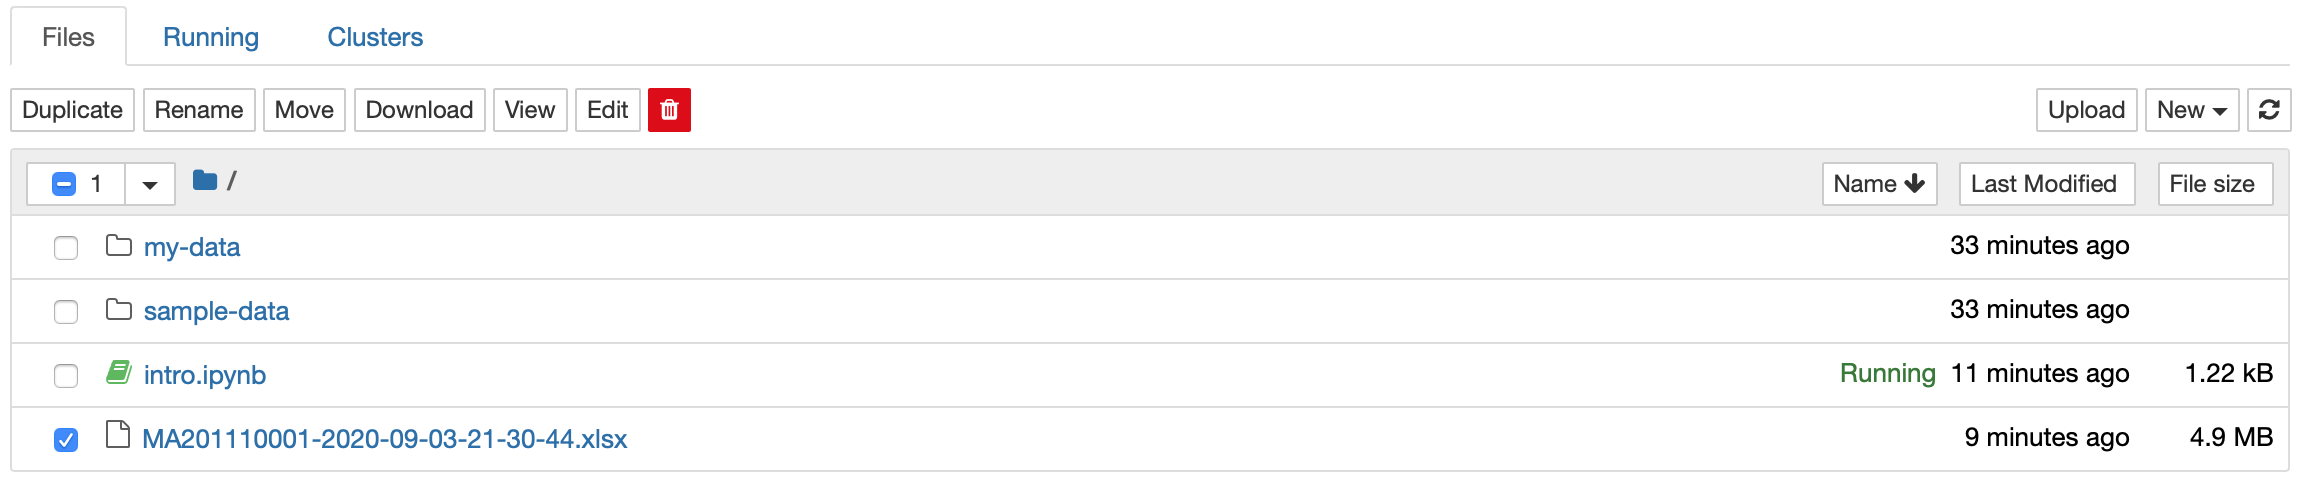 Files Running Clusters
Duplicate Rename Move Download View Edit Upload New
1 / Name Last Modified File size
my-data 33 minutes ago
sample-data 33 minutes ago
intro.ipynb Running 11 minutes ago 1.22 kB
MA201110001-2020-09-03-21-30-44.xlsx 9 minutes ago 4.9 MB